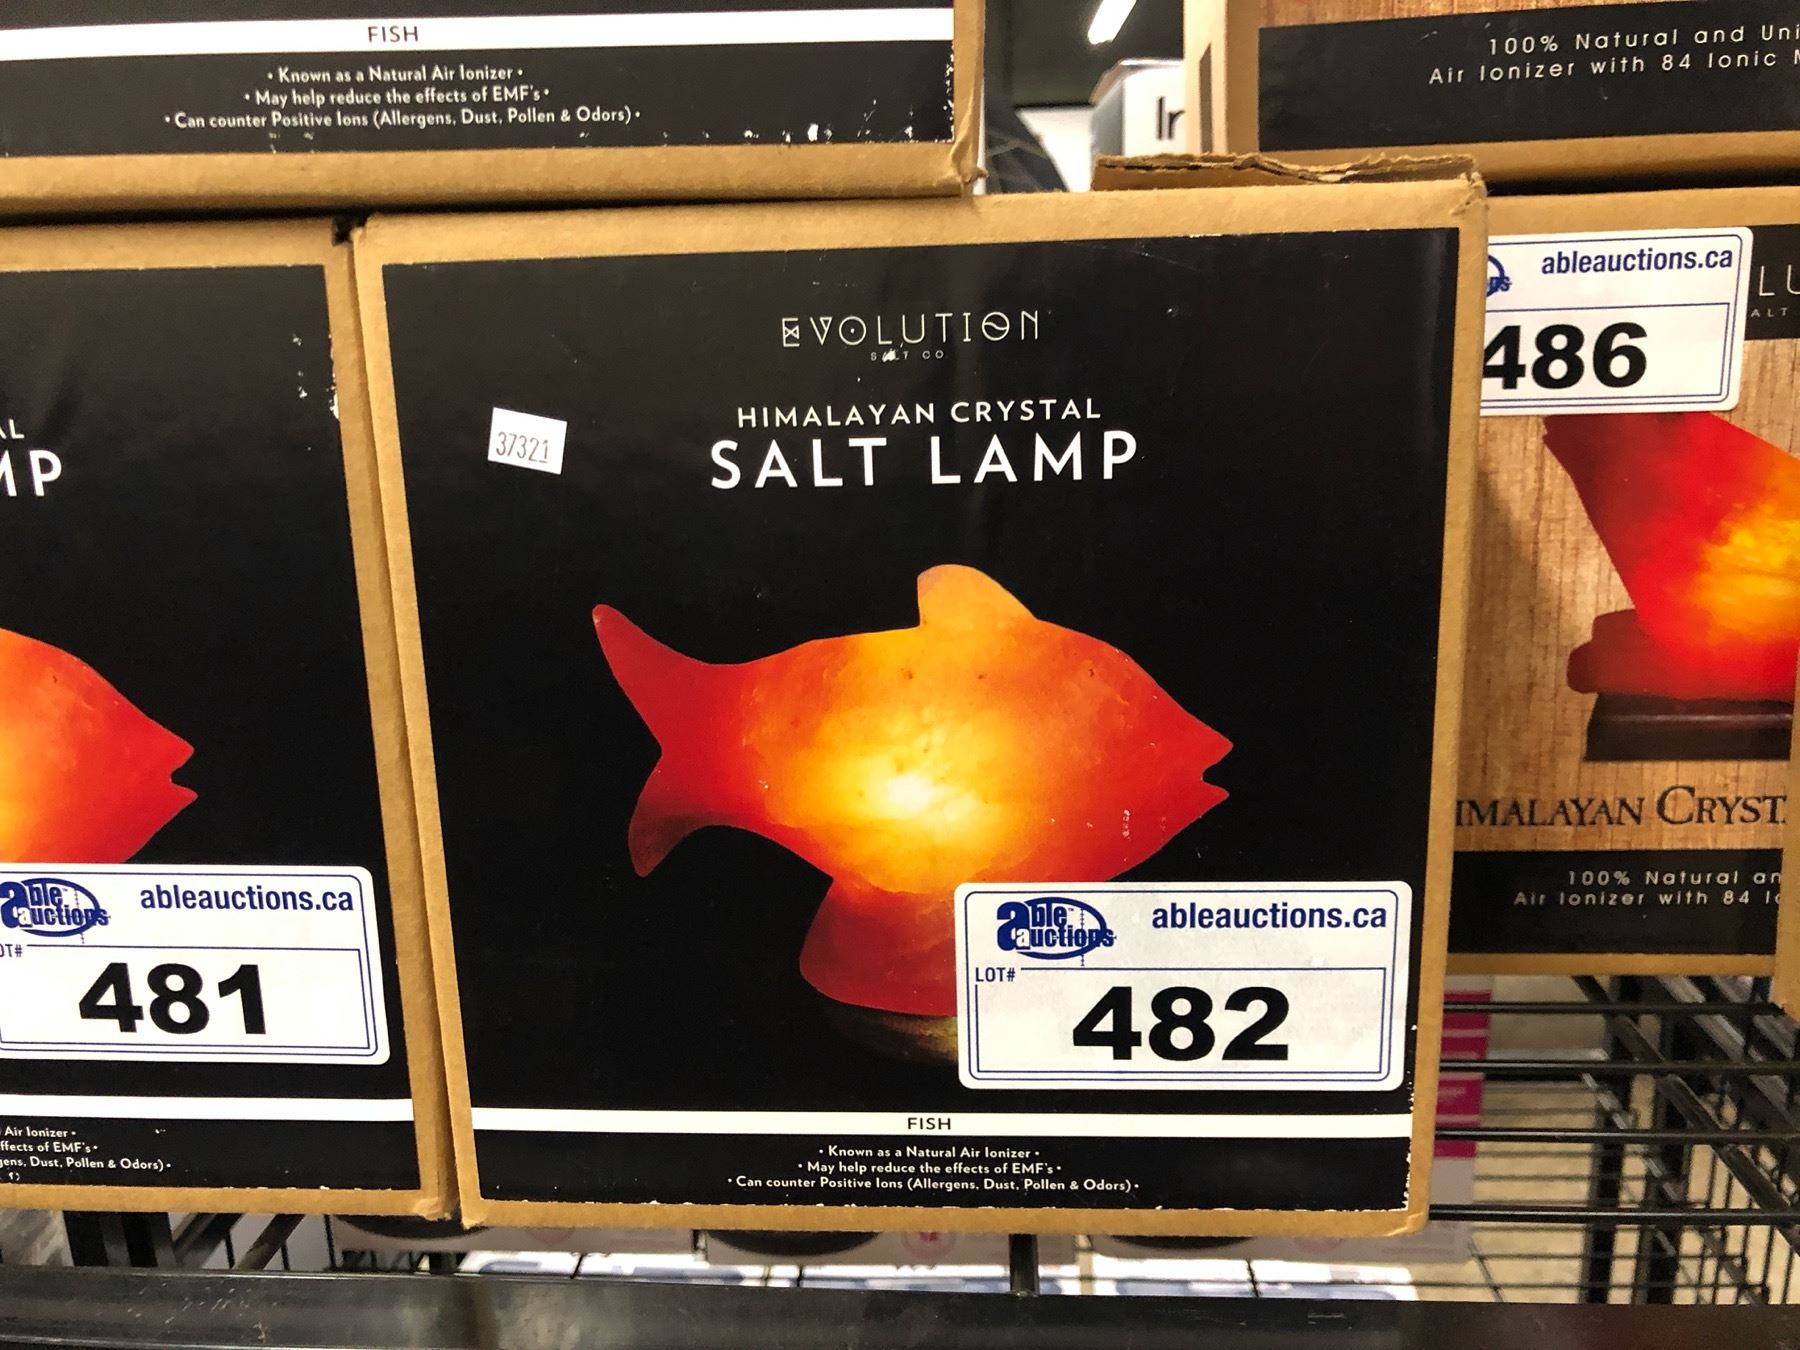 FISH
• Known as a Natural Air Ionizer •
• May help reduce the effects of EMF's •
• Can counter Positive Ions (Allergens, Dust, Pollen & Odors) •
100% Natural and Uni
Air Ionizer with 84 Ionic
ableauctions.ca
486
IMALAYAN CRYST
100% Natural an
Air Ionizer with 84 I
MP
able auctions
ableauctions.ca
LOT#
481
Air Ionizer •
ffects of EMF's •
gens, Dust, Pollen & Odors) •
EVOLUTION
SALT CO
HIMALAYAN CRYSTAL
SALT LAMP
37321
able auctions
ableauctions.ca
LOT#
482
FISH
• Known as a Natural Air Ionizer •
• May help reduce the effects of EMF's •
• Can counter Positive Ions (Allergens, Dust, Pollen & Odors) •